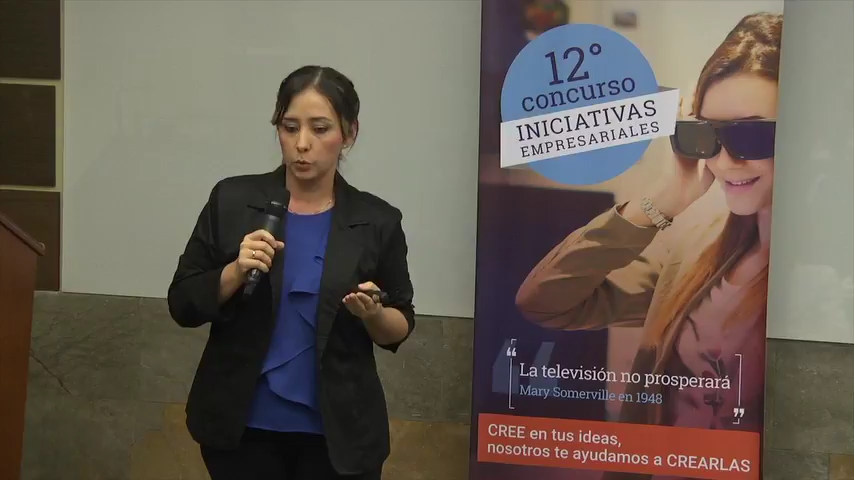 12°
concurso
INICIATIVAS
EMPRESARIALES
“
La televisión no prosperará
Mary Somerville en 1948
”
CREE en tus ideas,
nosotros te ayudamos a CREARLAS